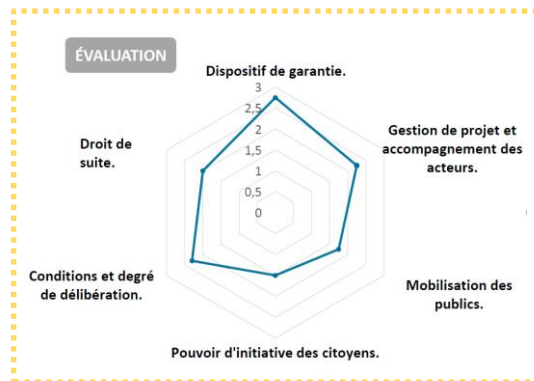 ÉVALUATION
Dispositif de garantie.
3
2,5
2
1,5
1
0,5
0
Gestion de projet et
accompagnement des
acteurs.
Mobilisation des
publics.
Pouvoir d'initiative des citoyens.
Conditions et degré
de délibération.
Droit de
suite.